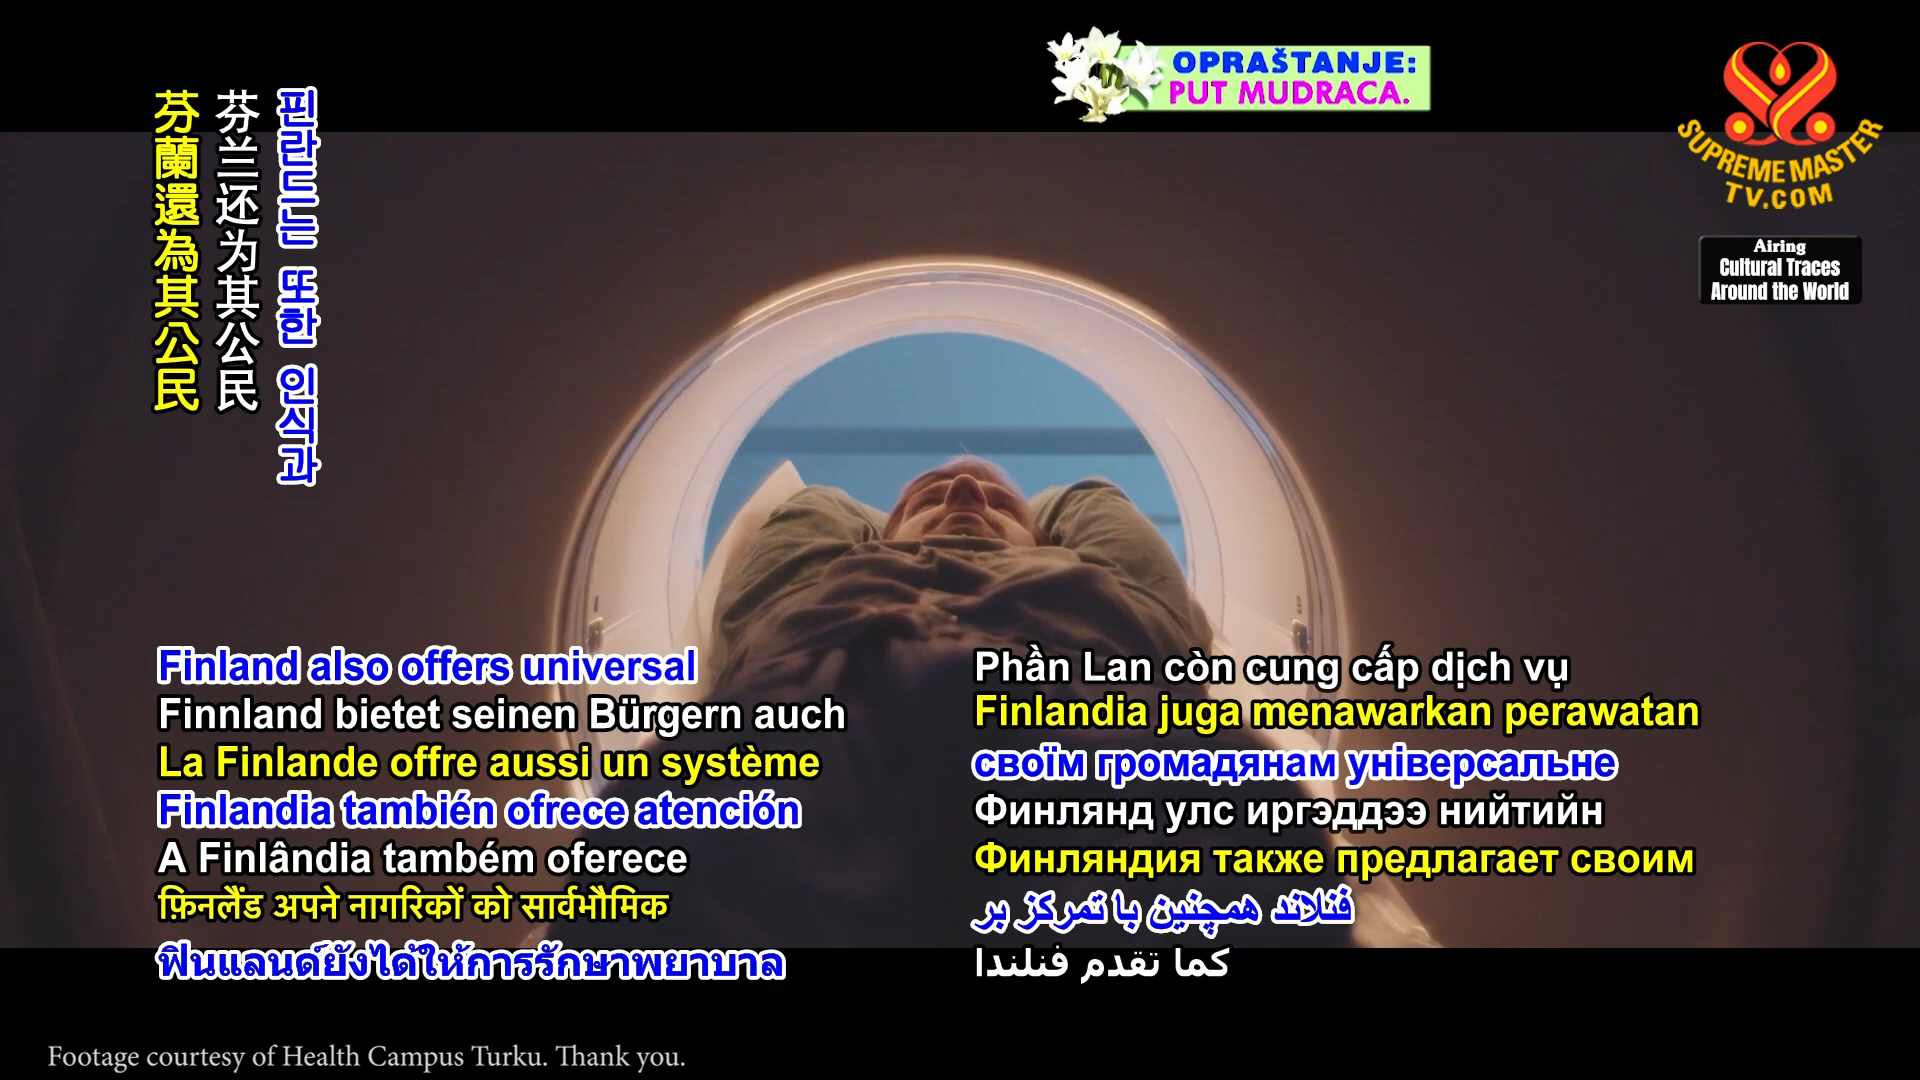 OPRAŠTANJE:
PUT MUDRACA.
SUPREME MASTER
TV.COM
Airing
Cultural Traces
Around the World
芬蘭還為其公民
芬兰还为其公民
핀란드는 또한 인식과
Finland also offers universal
Finnland bietet seinen Bürgern auch
La Finlande offre aussi un système
Finlandia también ofrece atención
A Finlândia também oferece
फ़िनलैंड अपने नागरिकों को सार्वभौमिक
ฟินแลนด์ยังได้ให้การรักษาพยาบาล
Phần Lan còn cung cấp dịch vụ
Finlandia juga menawarkan perawatan
своїм громадянам універсальне
Финлянд улс иргэддээ нийтийн
Финляндия также предлагает своим
فنلاند همچنین با تمرکز بر
كما تقدم فنلندا
Footage courtesy of Health Campus Turku. Thank you.